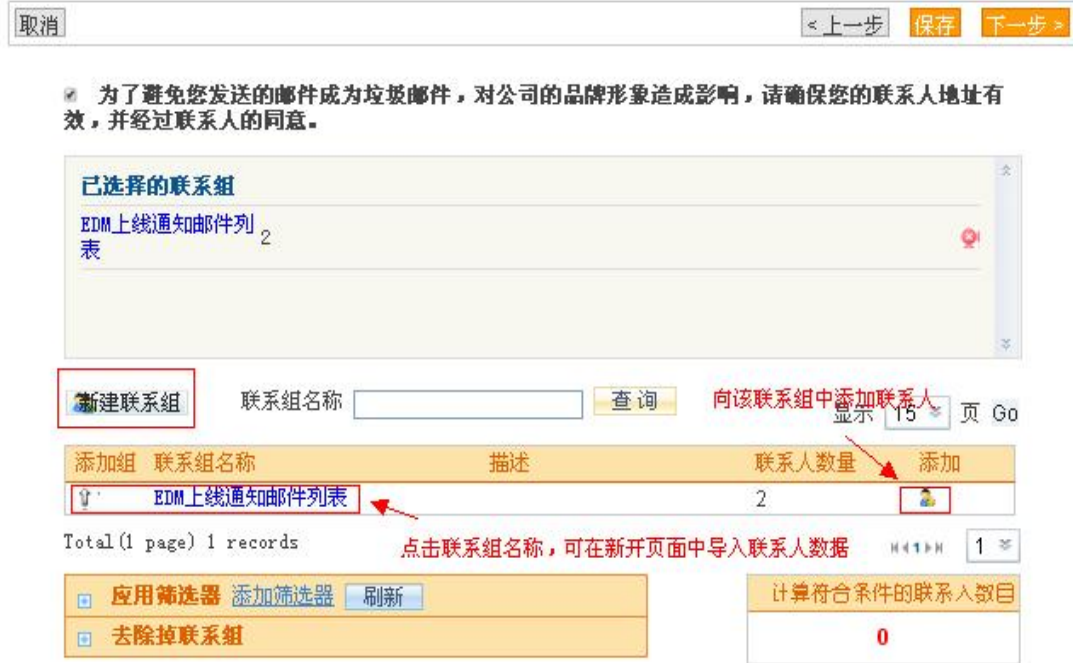 取消 <上一步 保存 下一步>
为了避免您发送的邮件成为垃圾邮件，对公司的品牌形象造成影响，请确保您的联系人地址有
效，并经过联系人的同意。
已选择的联系组
EDM上线通知邮件列
表 2
新建联系组 联系组名称 查询 向该联系组中添加联系人
显示 15 页 Go
添加组 联系组名称 描述 联系人数量 添加
EDM上线通知邮件列表 2
Total(1 page) 1 records 点击联系组名称，可在新开页面中导入联系人数据 1 1
应用筛选器 添加筛选器 刷新 计算符合条件的联系人数目
去除掉联系组 0